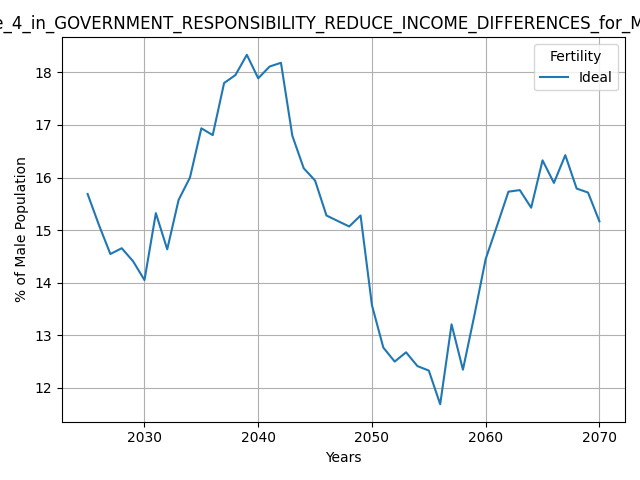 e_4_in_GOVERNMENT_RESPONSIBILITY_REDUCE_INCOME_DIFFERENCES_for_M
Fertility
Ideal
% of Male Population
18
17
16
15
14
13
12
2030 2040 2050 2060 2070
Years